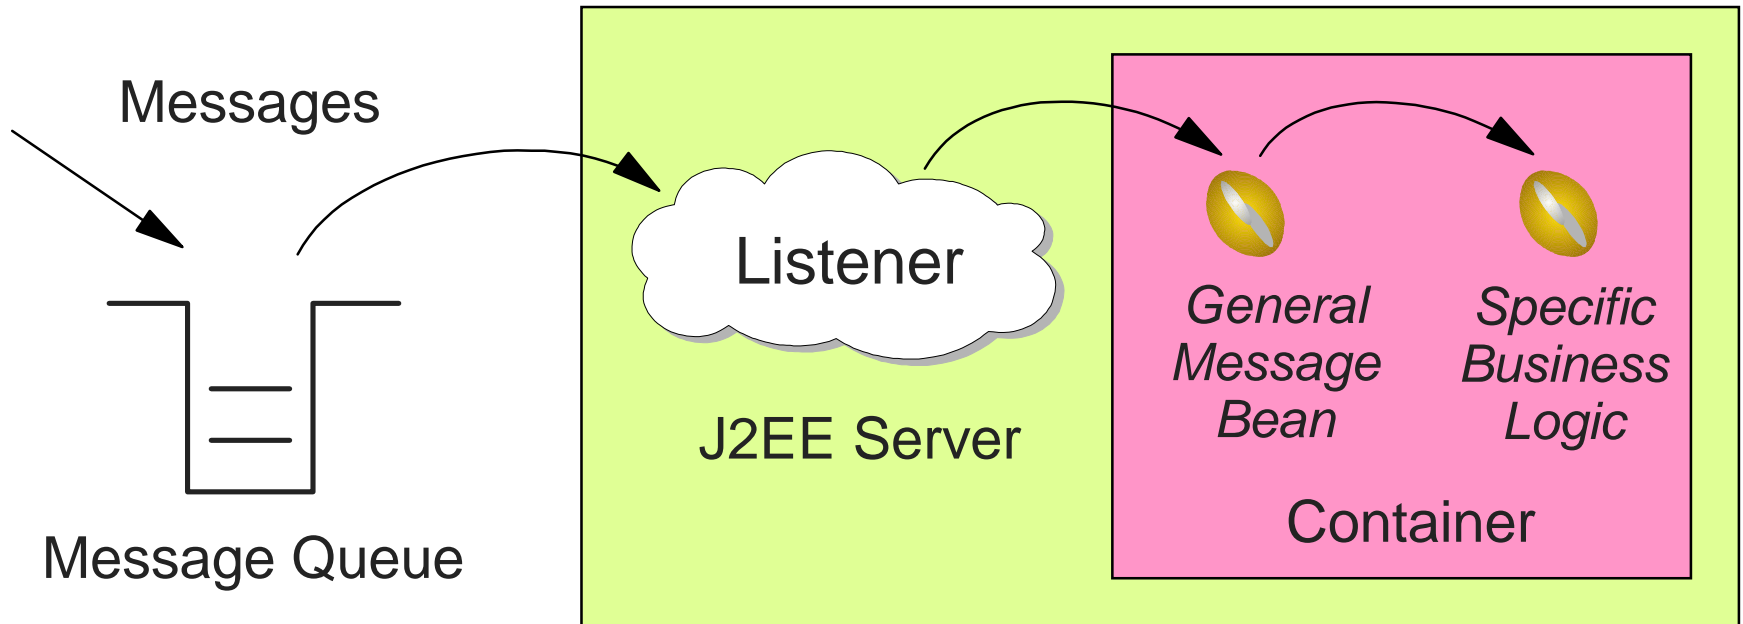 Messages
Message Queue
Listener
J2EE Server
General
Message
Bean
Specific
Business
Logic
Container